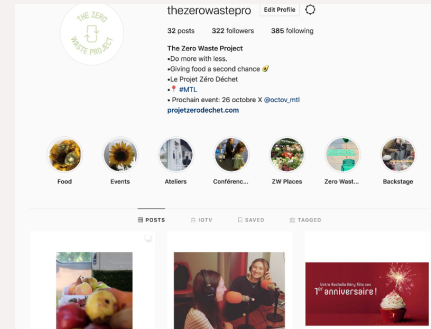 THE ZERO
WASTE PROJECT
thezerowastepro
Edit Profile
32 posts 322 followers 385 following
The Zero Waste Project
•Do more with less.
•Giving food a second chance 🥑
•Le Projet Zéro Déchet
•📍 #MTL
• Prochain event: 26 octobre X @octov_mtl
projetzerodechet.com
Food Events Ateliers Conférenc... ZW Places Zero Wast... Backstage
POSTS IGTV SAVED TAGGED
1er anniversaire!